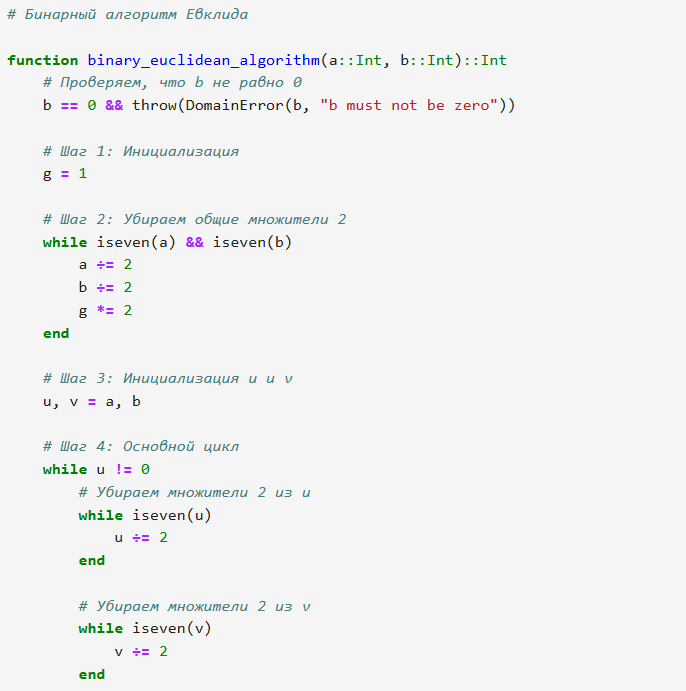 # Бинарный алгоритм Евклида

function binary_euclidean_algorithm(a::Int, b::Int)::Int
    # Проверяем, что b не равно 0
    b == 0 && throw(DomainError(b, "b must not be zero"))

    # Шаг 1: Инициализация
    g = 1

    # Шаг 2: Убираем общие множители 2
    while iseven(a) && iseven(b)
        a ÷= 2
        b ÷= 2
        g *= 2
    end

    # Шаг 3: Инициализация u и v
    u, v = a, b

    # Шаг 4: Основной цикл
    while u != 0
        # Убираем множители 2 из u
        while iseven(u)
            u ÷= 2
        end

        # Убираем множители 2 из v
        while iseven(v)
            v ÷= 2
        end